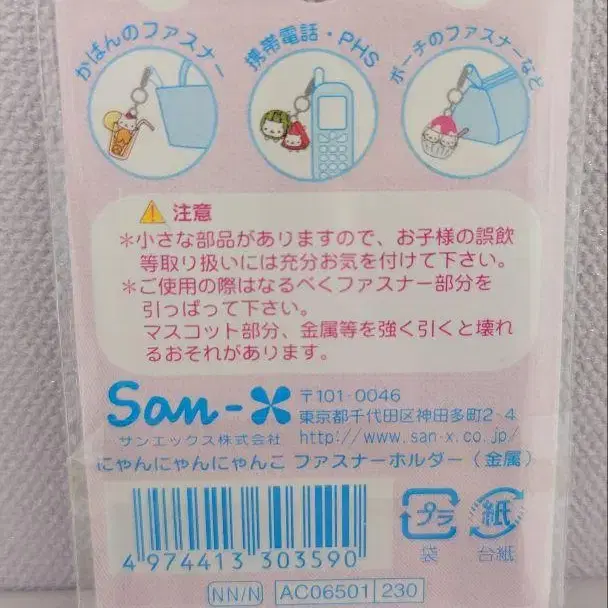 かばんのファスナー
携帯電話・PHS
ポーチのファスナーなど
注意
*小さな部品がありますので、お子様の誤飲
等取り扱いには充分お気を付けて下さい。
*ご使用の際はなるべくファスナー部分を
引っぱって下さい。
マスコット部分、金属等を強く引くと壊れ
るおそれがあります。
San-X
サンエックス株式会社
〒101-0046
東京都千代田区神田多町2-4
http://www.san-x.co.jp/
にゃんにゃんにゃんこ ファスナーホルダー(金属)
4 974413 303590
プラ
袋
紙
台紙
NN/N AC06501 230